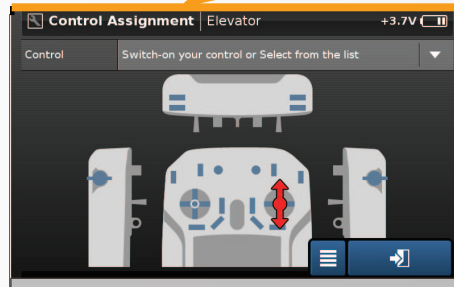 Control Assignment Elevator +3.7V
Control Switch-on your control or Select from the list